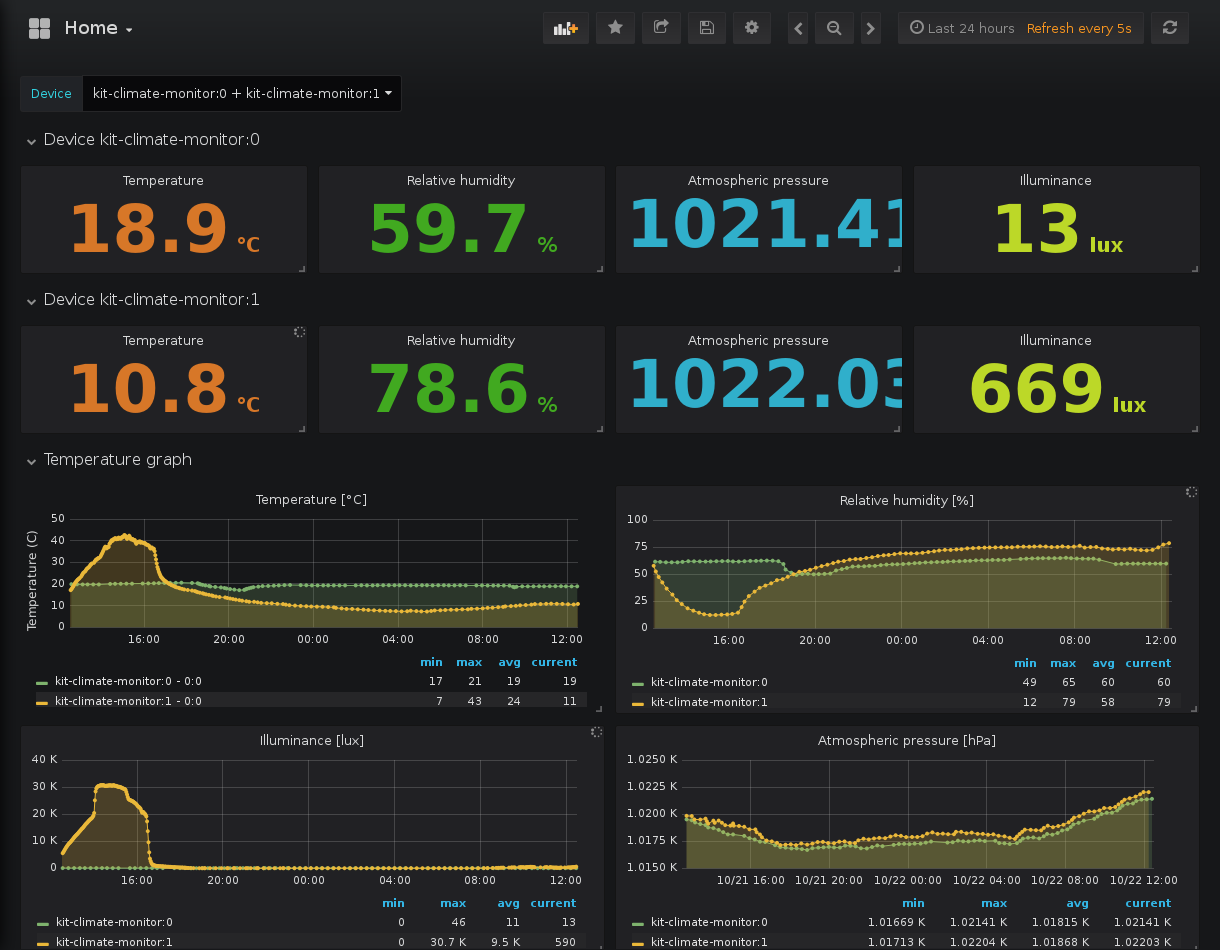 Home
Last 24 hours Refresh every 5s
Device kit-climate-monitor:0 + kit-climate-monitor:1
Device kit-climate-monitor:0
Temperature Relative humidity Atmospheric pressure Illuminance
18.9 °C 59.7 % 1021.41 13 lux
Device kit-climate-monitor:1
Temperature Relative humidity Atmospheric pressure Illuminance
10.8 °C 78.6 % 1022.03 669 lux
Temperature graph
Temperature [°C]
Temperature (C)
50
40
30
20
10
0
16:00 20:00 00:00 04:00 08:00 12:00
min max avg current
kit-climate-monitor:0 - 0:0 17 21 19 19
kit-climate-monitor:1 - 0:0 7 43 24 11
Relative humidity [%]
100
75
50
25
0
16:00 20:00 00:00 04:00 08:00 12:00
min max avg current
kit-climate-monitor:0 49 65 60 60
kit-climate-monitor:1 12 79 58 79
Illuminance [lux]
40 K
30 K
20 K
10 K
0
16:00 20:00 00:00 04:00 08:00 12:00
min max avg current
kit-climate-monitor:0 0 46 11 13
kit-climate-monitor:1 0 30.7 K 9.5 K 590
Atmospheric pressure [hPa]
1.0250 K
1.0225 K
1.0200 K
1.0175 K
1.0150 K
10/21 16:00 10/21 20:00 10/22 00:00 10/22 04:00 10/22 08:00 10/22 12:00
min max avg current
kit-climate-monitor:0 1.01669 K 1.02141 K 1.01815 K 1.02141 K
kit-climate-monitor:1 1.01713 K 1.02204 K 1.01868 K 1.02203 K